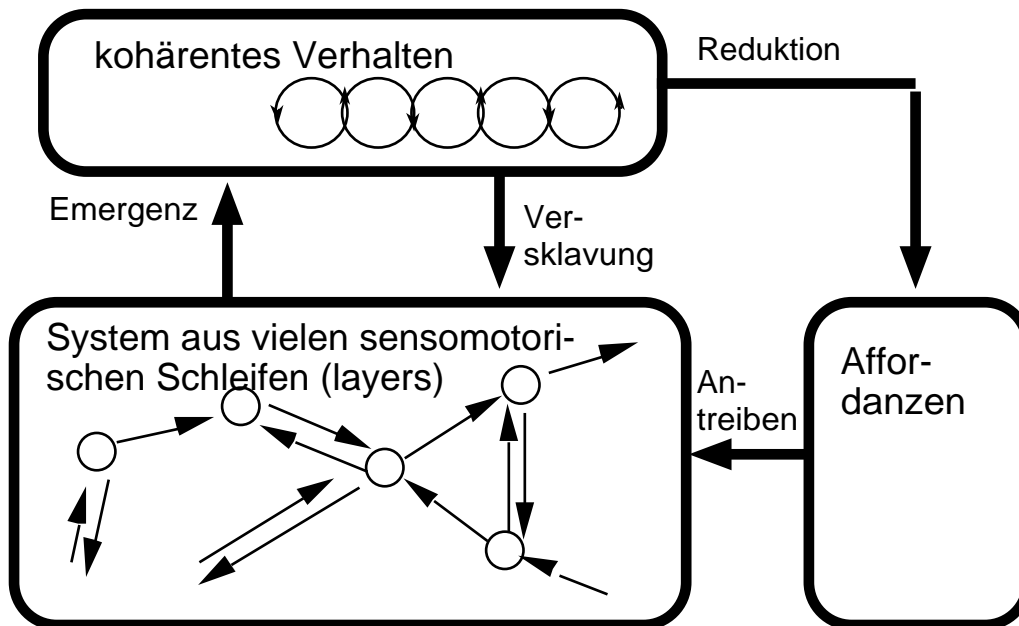 kohärentes Verhalten
Reduktion
Emergenz
Ver-
sklavung
System aus vielen sensomotori-
schen Schleifen (layers)
An-
treiben
Affor-
danzen